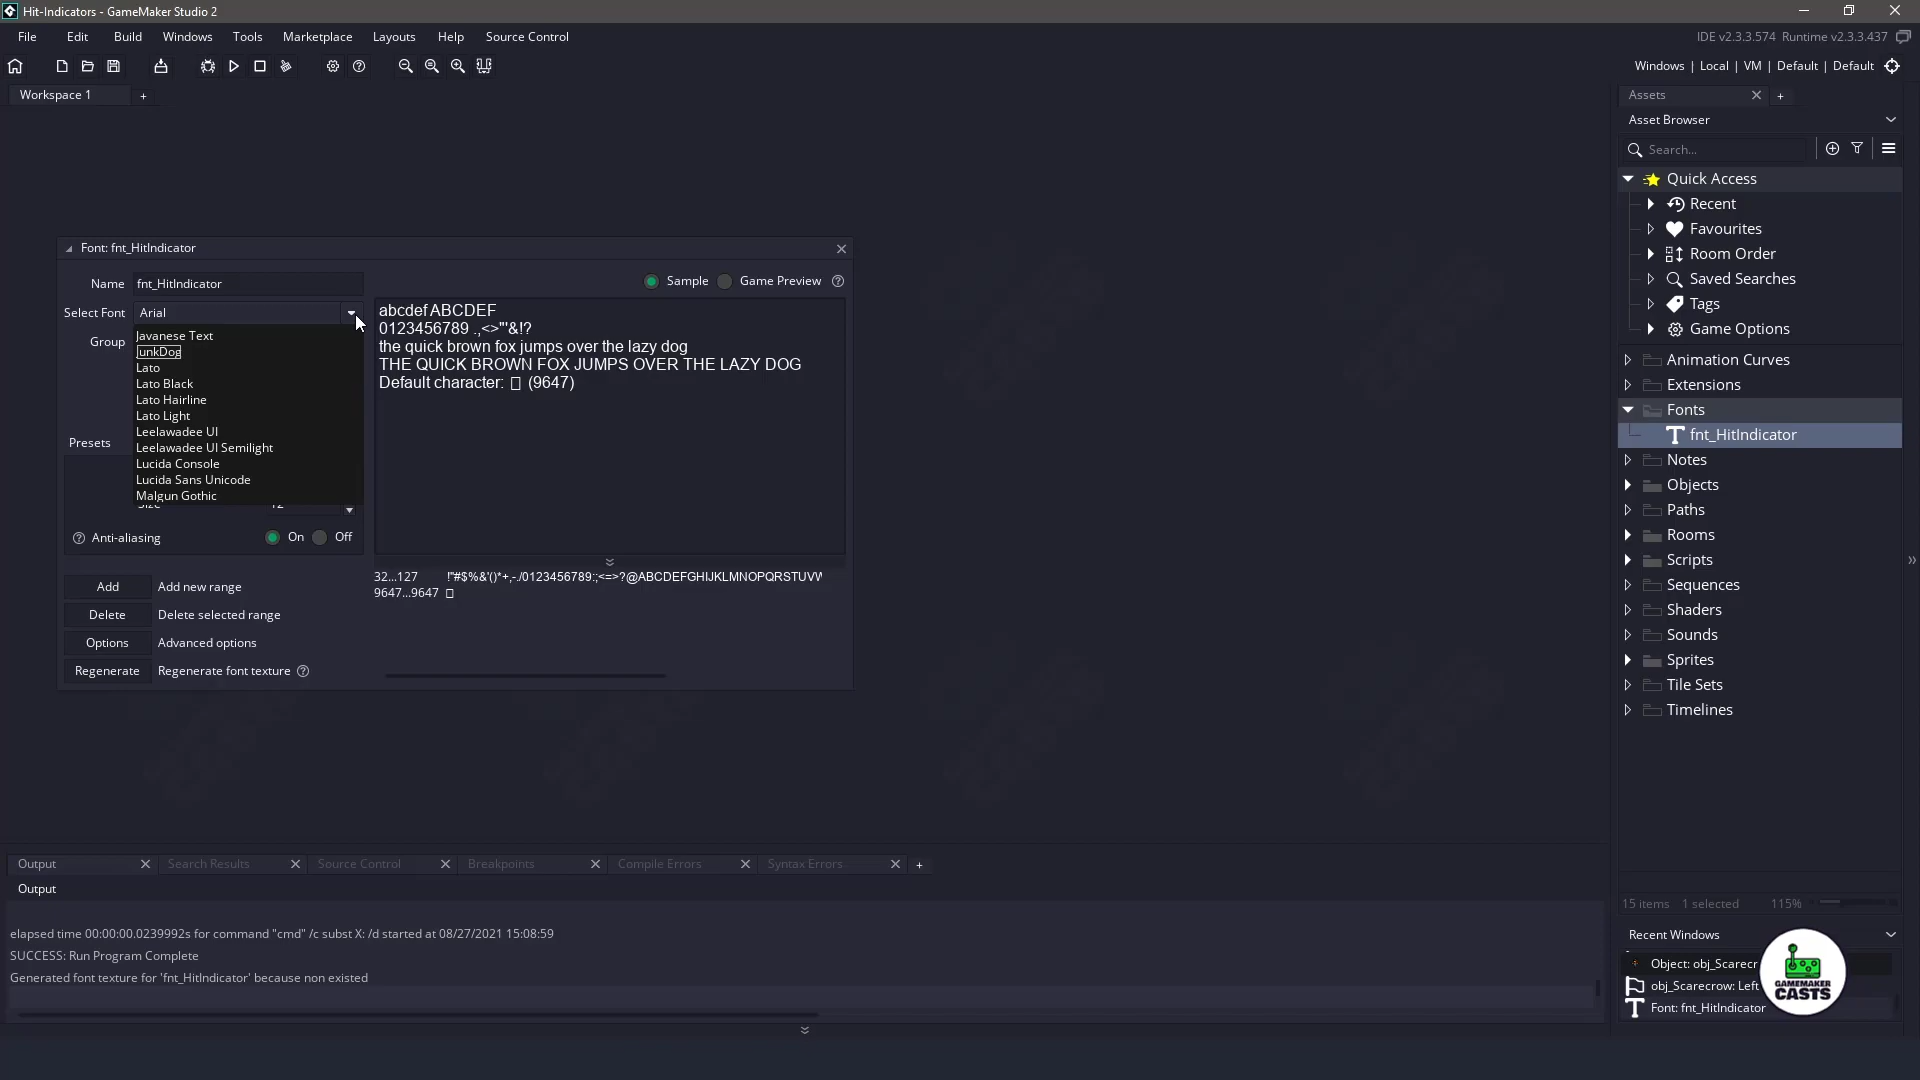 Hit-Indicators - GameMaker Studio 2
File Edit Build Windows Tools Marketplace Layouts Help Source Control
IDE v2.3.3.574 Runtime v2.3.3.437
Windows | Local | VM | Default | Default
Workspace 1 +
Font: fnt_HitIndicator
Name fnt_HitIndicator
Select Font Arial
Group
Javanese Text
JunkDog
Lato
Lato Black
Lato Hairline
Lato Light
Leelawadee UI
Leelawadee UI Semilight
Lucida Console
Lucida Sans Unicode
Malgun Gothic
Presets
Size 12
Anti-aliasing On Off
Add Add new range
Delete Delete selected range
Options Advanced options
Regenerate Regenerate font texture
Sample Game Preview
abcdef ABCDEF
0123456789 .,<>"'&!?
the quick brown fox jumps over the lazy dog
THE QUICK BROWN FOX JUMPS OVER THE LAZY DOG
Default character: ▯ (9647)
32...127 !"#$%&'()*+,-./0123456789:;<=>?@ABCDEFGHIJKLMNOPQRSTUV
9647...9647 ▯
Assets +
Asset Browser
Search...
Quick Access
Recent
Favourites
Room Order
Saved Searches
Tags
Game Options
Animation Curves
Extensions
Fonts
fnt_HitIndicator
Notes
Objects
Paths
Rooms
Scripts
Sequences
Shaders
Sounds
Sprites
Tile Sets
Timelines
15 items 1 selected 115%
Recent Windows
Object: obj_Scarecr
obj_Scarecrow: Left
Font: fnt_HitIndicator
GAMEMAKER
CASTS
Output Search Results Source Control Breakpoints Compile Errors Syntax Errors +
Output
elapsed time 00:00:00.0239992s for command "cmd" /c subst X: /d started at 08/27/2021 15:08:59
SUCCESS: Run Program Complete
Generated font texture for 'fnt_HitIndicator' because non existed